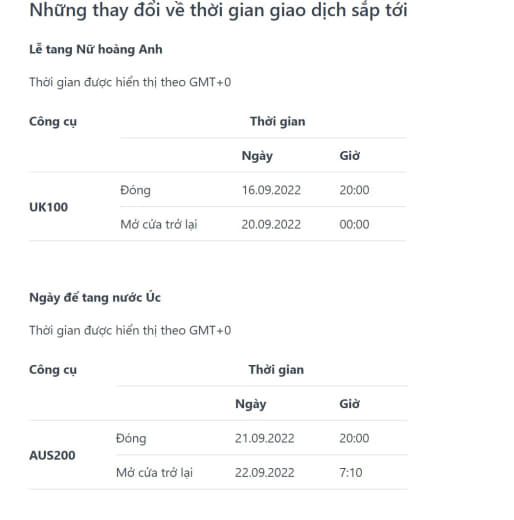 Những thay đổi về thời gian giao dịch sắp tới
Lễ tang Nữ hoàng Anh
Thời gian được hiển thị theo GMT+0
Công cụ Thời gian
Ngày Giờ
UK100
Đóng 16.09.2022 20:00
Mở cửa trở lại 20.09.2022 00:00
Ngày để tang nước Úc
Thời gian được hiển thị theo GMT+0
Công cụ Thời gian
Ngày Giờ
AUS200
Đóng 21.09.2022 20:00
Mở cửa trở lại 22.09.2022 7:10